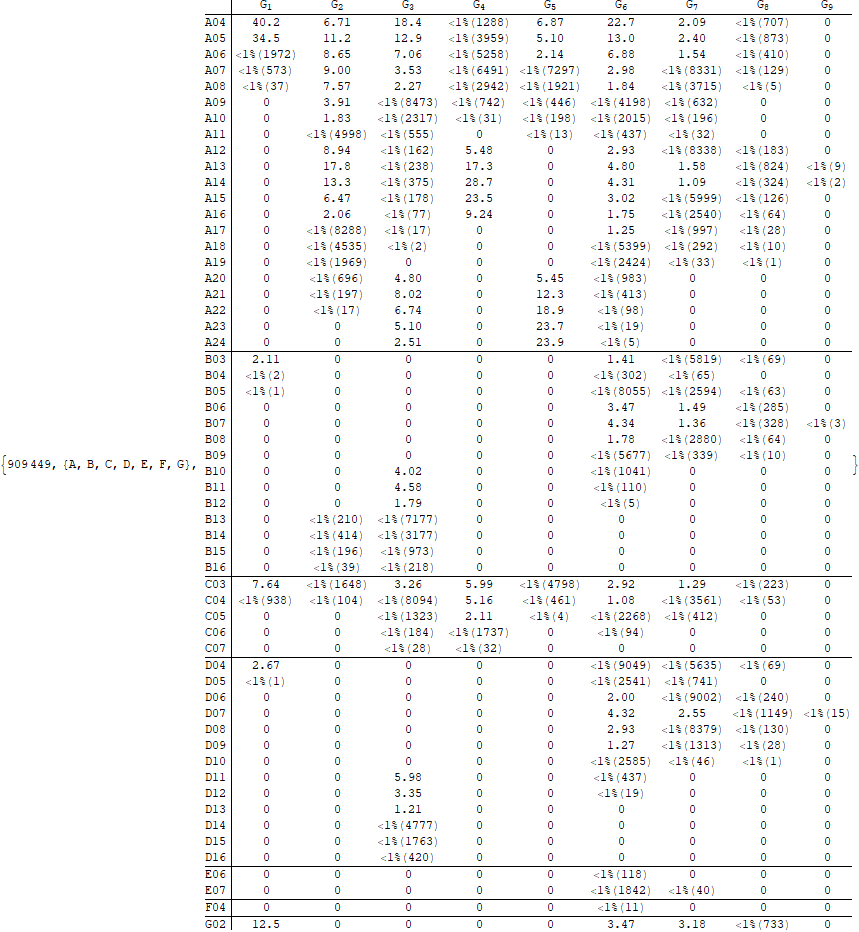 G1 G2 G3 G4 G5 G6 G7 G8 G9
A04 40.2 6.71 18.4 <1%(1288) 6.87 22.7 2.09 <1%(707) 0
A05 34.5 11.2 12.9 <1%(3959) 5.10 13.0 2.40 <1%(873) 0
A06 <1%(1972) 8.65 7.06 <1%(5258) 2.14 6.88 1.54 <1%(410) 0
A07 <1%(573) 9.00 3.53 <1%(6491) <1%(7297) 2.98 <1%(8331) <1%(129) 0
A08 <1%(37) 7.57 2.27 <1%(2942) <1%(1921) 1.84 <1%(3715) <1%(5) 0
A09 0 3.91 <1%(8473) <1%(742) <1%(446) <1%(4198) <1%(632) 0 0
A10 0 1.83 <1%(2317) <1%(31) <1%(198) <1%(2015) <1%(196) 0 0
A11 0 <1%(4998) <1%(555) 0 <1%(13) <1%(437) <1%(32) 0 0
A12 0 8.94 <1%(162) 5.48 0 2.93 <1%(8338) <1%(183) 0
A13 0 17.8 <1%(238) 17.3 0 4.80 1.58 <1%(824) <1%(9)
A14 0 13.3 <1%(375) 28.7 0 4.31 1.09 <1%(324) <1%(2)
A15 0 6.47 <1%(178) 23.5 0 3.02 <1%(5999) <1%(126) 0
A16 0 2.06 <1%(77) 9.24 0 1.75 <1%(2540) <1%(64) 0
A17 0 <1%(8288) <1%(17) 0 0 1.25 <1%(997) <1%(28) 0
A18 0 <1%(4535) <1%(2) 0 0 <1%(5399) <1%(292) <1%(10) 0
A19 0 <1%(1969) 0 0 0 <1%(2424) <1%(33) <1%(1) 0
A20 0 <1%(696) 4.80 0 5.45 <1%(983) 0 0 0
A21 0 <1%(197) 8.02 0 12.3 <1%(413) 0 0 0
A22 0 <1%(17) 6.74 0 18.9 <1%(98) 0 0 0
A23 0 0 5.10 0 23.7 <1%(19) 0 0 0
A24 0 0 2.51 0 23.9 <1%(5) 0 0 0
B03 2.11 0 0 0 0 1.41 <1%(5819) <1%(69) 0
B04 <1%(2) 0 0 0 0 <1%(302) <1%(65) 0 0
B05 <1%(1) 0 0 0 0 <1%(8055) <1%(2594) <1%(63) 0
B06 0 0 0 0 0 3.47 1.49 <1%(285) 0
B07 0 0 0 0 0 4.34 1.36 <1%(328) <1%(3)
B08 0 0 0 0 0 1.78 <1%(2880) <1%(64) 0
{909449, {A, B, C, D, E, F, G}, B09 0 0 0 0 0 <1%(5677) <1%(339) <1%(10) 0 }
B10 0 0 4.02 0 0 <1%(1041) 0 0 0
B11 0 0 4.58 0 0 <1%(110) 0 0 0
B12 0 0 1.79 0 0 <1%(5) 0 0 0
B13 0 <1%(210) <1%(7177) 0 0 0 0 0 0
B14 0 <1%(414) <1%(3177) 0 0 0 0 0 0
B15 0 <1%(196) <1%(973) 0 0 0 0 0 0
B16 0 <1%(39) <1%(218) 0 0 0 0 0 0
C03 7.64 <1%(1648) 3.26 5.99 <1%(4798) 2.92 1.29 <1%(223) 0
C04 <1%(938) <1%(104) <1%(8094) 5.16 <1%(461) 1.08 <1%(3561) <1%(53) 0
C05 0 0 <1%(1323) 2.11 <1%(4) <1%(2268) <1%(412) 0 0
C06 0 0 <1%(184) <1%(1737) 0 <1%(94) 0 0 0
C07 0 0 <1%(28) <1%(32) 0 0 0 0 0
D04 2.67 0 0 0 0 <1%(9049) <1%(5635) <1%(69) 0
D05 <1%(1) 0 0 0 0 <1%(2541) <1%(741) 0 0
D06 0 0 0 0 0 2.00 <1%(9002) <1%(240) 0
D07 0 0 0 0 0 4.32 2.55 <1%(1149) <1%(15)
D08 0 0 0 0 0 2.93 <1%(8379) <1%(130) 0
D09 0 0 0 0 0 1.27 <1%(1313) <1%(28) 0
D10 0 0 0 0 0 <1%(2585) <1%(46) <1%(1) 0
D11 0 0 5.98 0 0 <1%(437) 0 0 0
D12 0 0 3.35 0 0 <1%(19) 0 0 0
D13 0 0 1.21 0 0 0 0 0 0
D14 0 0 <1%(4777) 0 0 0 0 0 0
D15 0 0 <1%(1763) 0 0 0 0 0 0
D16 0 0 <1%(420) 0 0 0 0 0 0
E06 0 0 0 0 0 <1%(118) 0 0 0
E07 0 0 0 0 0 <1%(1842) <1%(40) 0 0
F04 0 0 0 0 0 <1%(11) 0 0 0
G02 12.5 0 0 0 0 3.47 3.18 <1%(733) 0